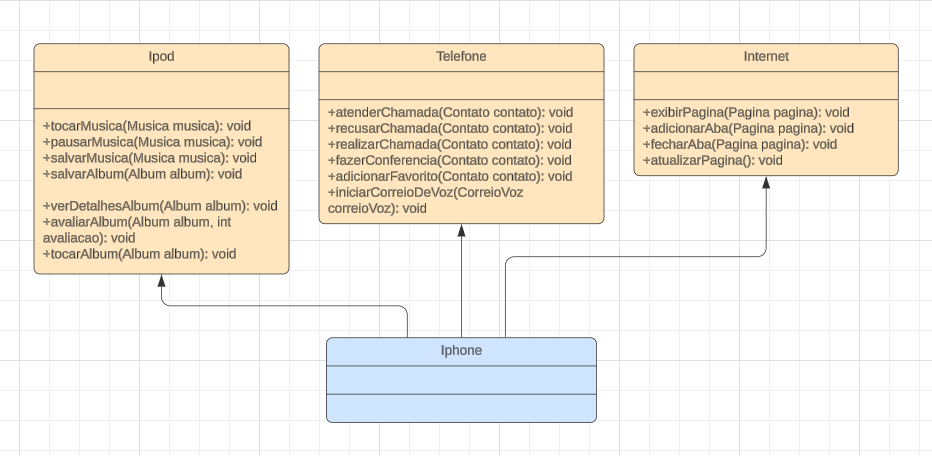 Ipod
+tocarMusica(Musica musica): void
+pausarMusica(Musica musica): void
+salvarMusica(Musica musica): void
+salvarAlbum(Album album): void
+verDetalhesAlbum(Album album): void
+avaliarAlbum(Album album, int
avaliacao): void
+tocarAlbum(Album album): void
Telefone
+atenderChamada(Contato contato): void
+recusarChamada(Contato contato): void
+realizarChamada(Contato contato): void
+fazerConferencia(Contato contato): void
+adicionarFavorito(Contato contato): void
+iniciarCorreioDeVoz(CorreioVoz
correioVoz): void
Internet
+exibirPagina(Pagina pagina): void
+adicionarAba(Pagina pagina): void
+fecharAba(Pagina pagina): void
+atualizarPagina(): void
Iphone